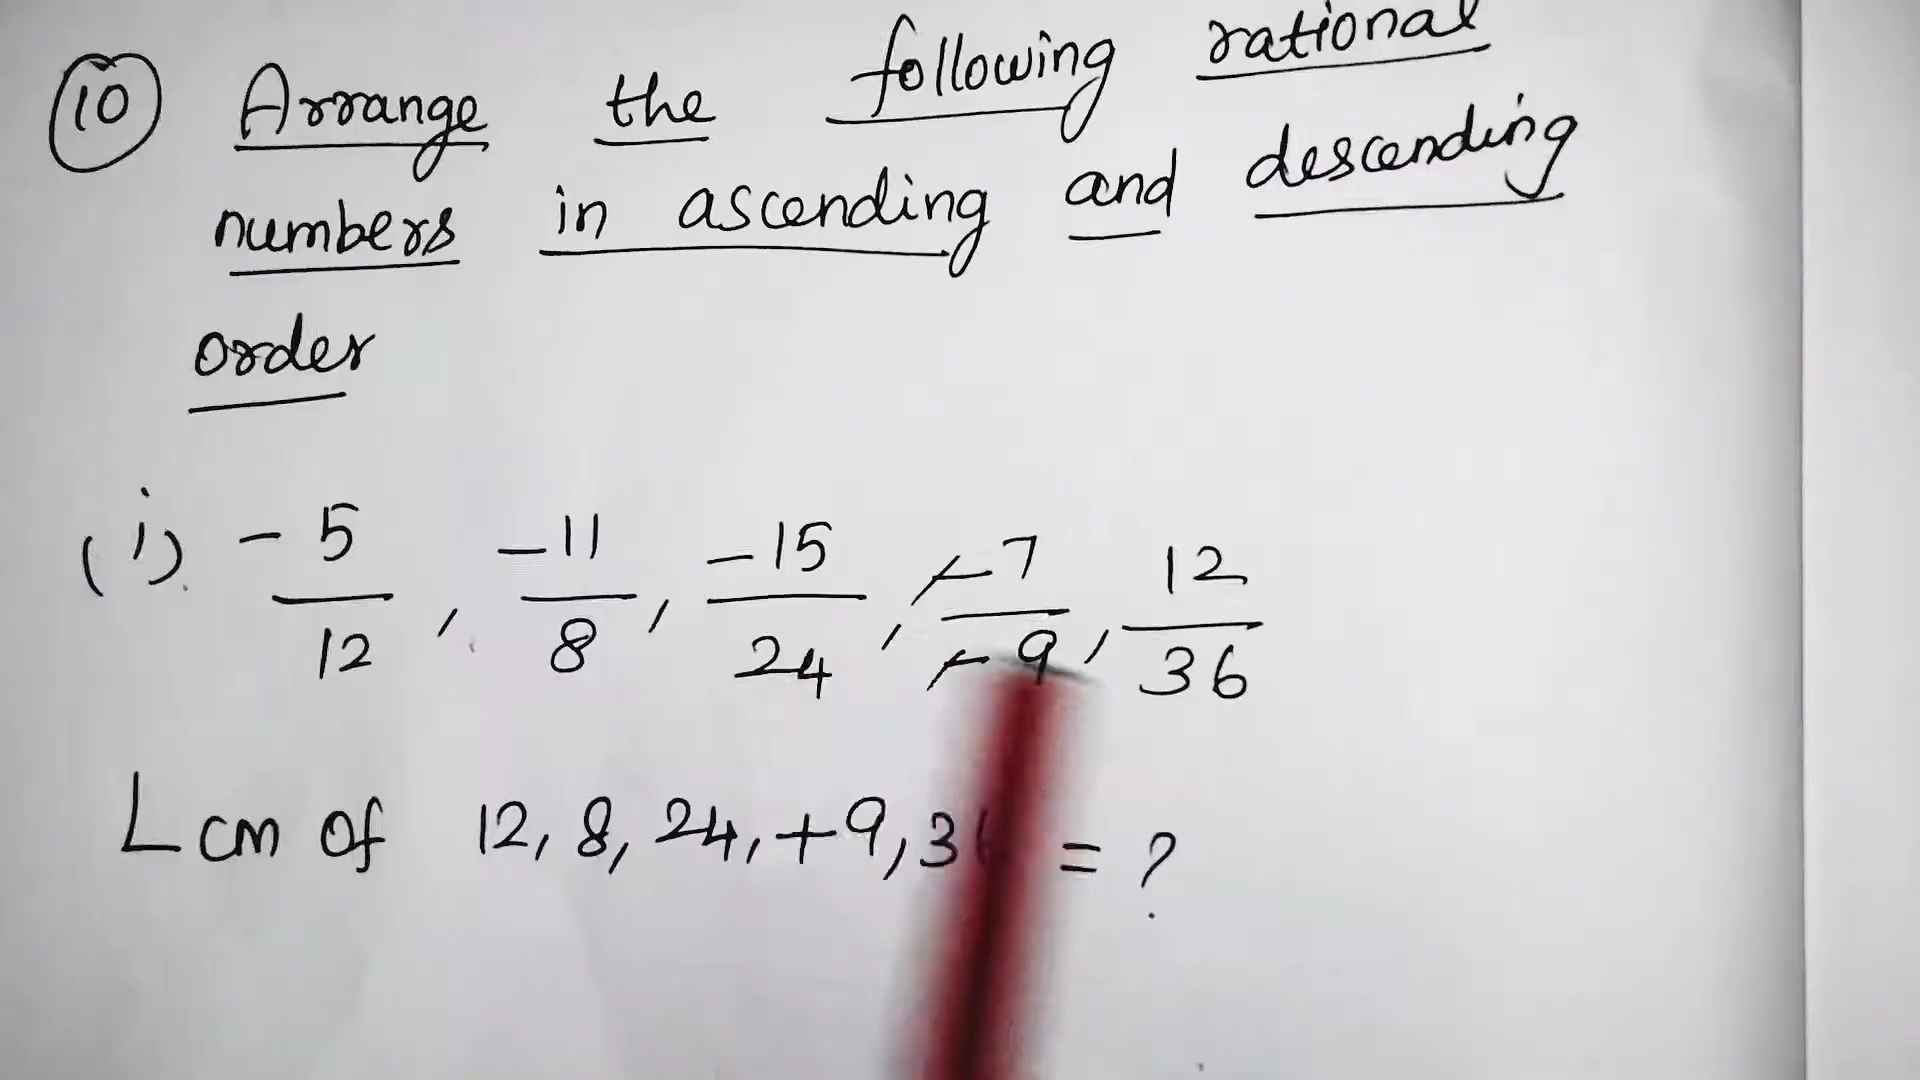 10 Arrange the following rational
numbers in ascending and descending
order
(i) -5/12, -11/8, -15/24, -7/-9, 12/36
Lcm of 12, 8, 24, +9, 36 = ?